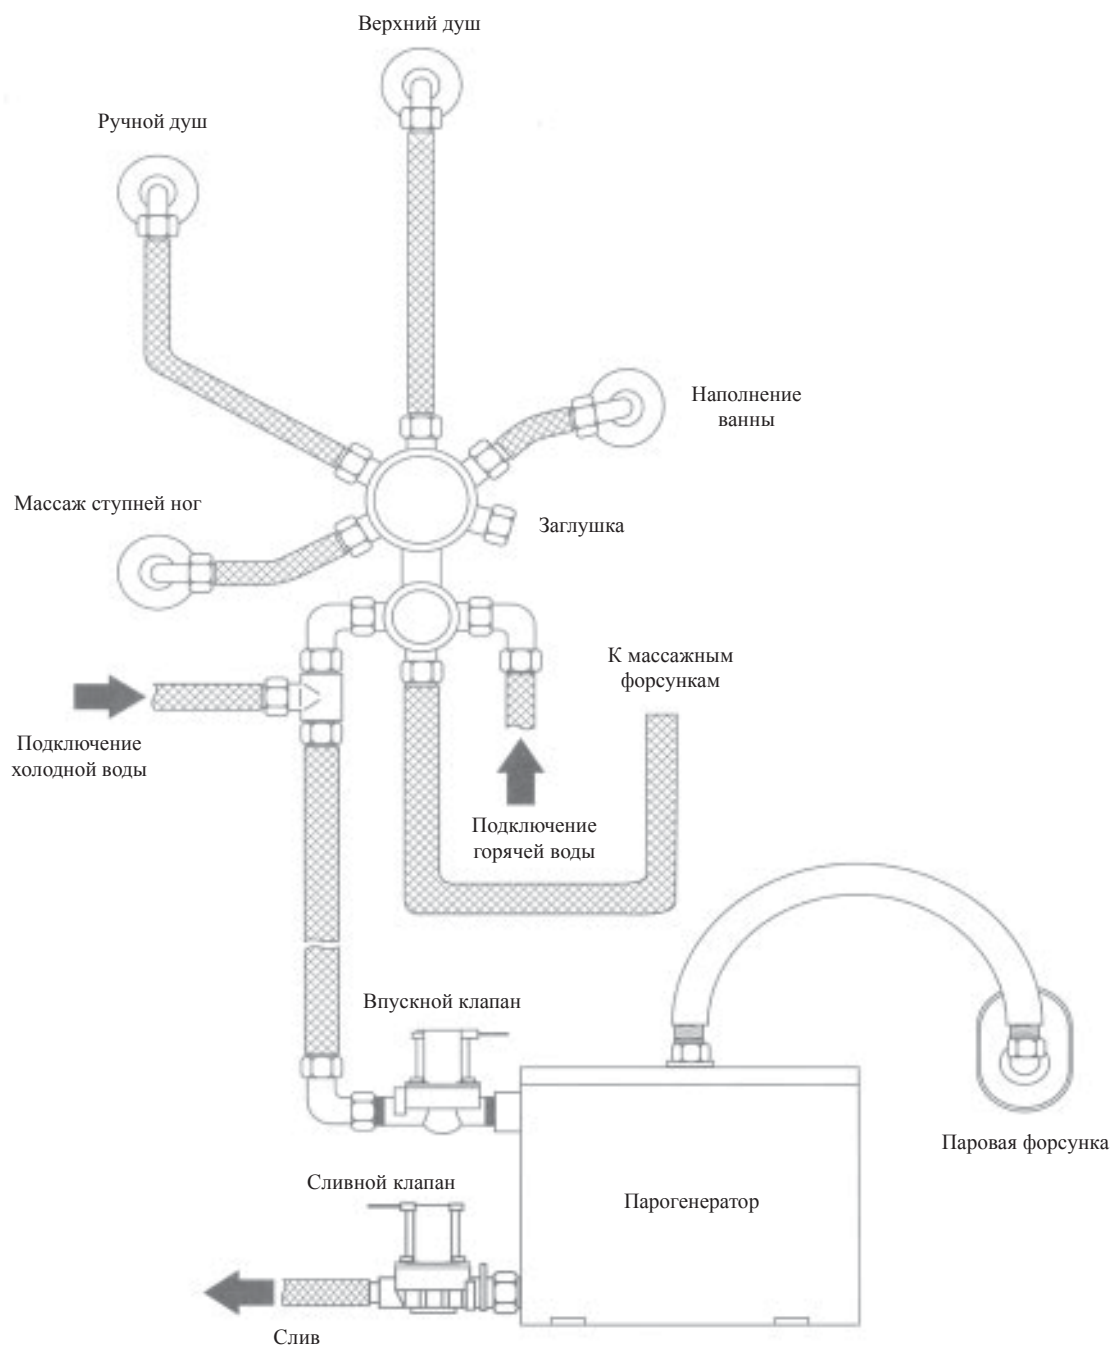 Верхний душ
Ручной душ
Наполнение
ванны
Массаж ступней ног
Заглушка
К массажным
форсункам
Подключение
холодной воды
Подключение
горячей воды
Впускной клапан
Паровая форсунка
Сливной клапан
Парогенератор
Слив